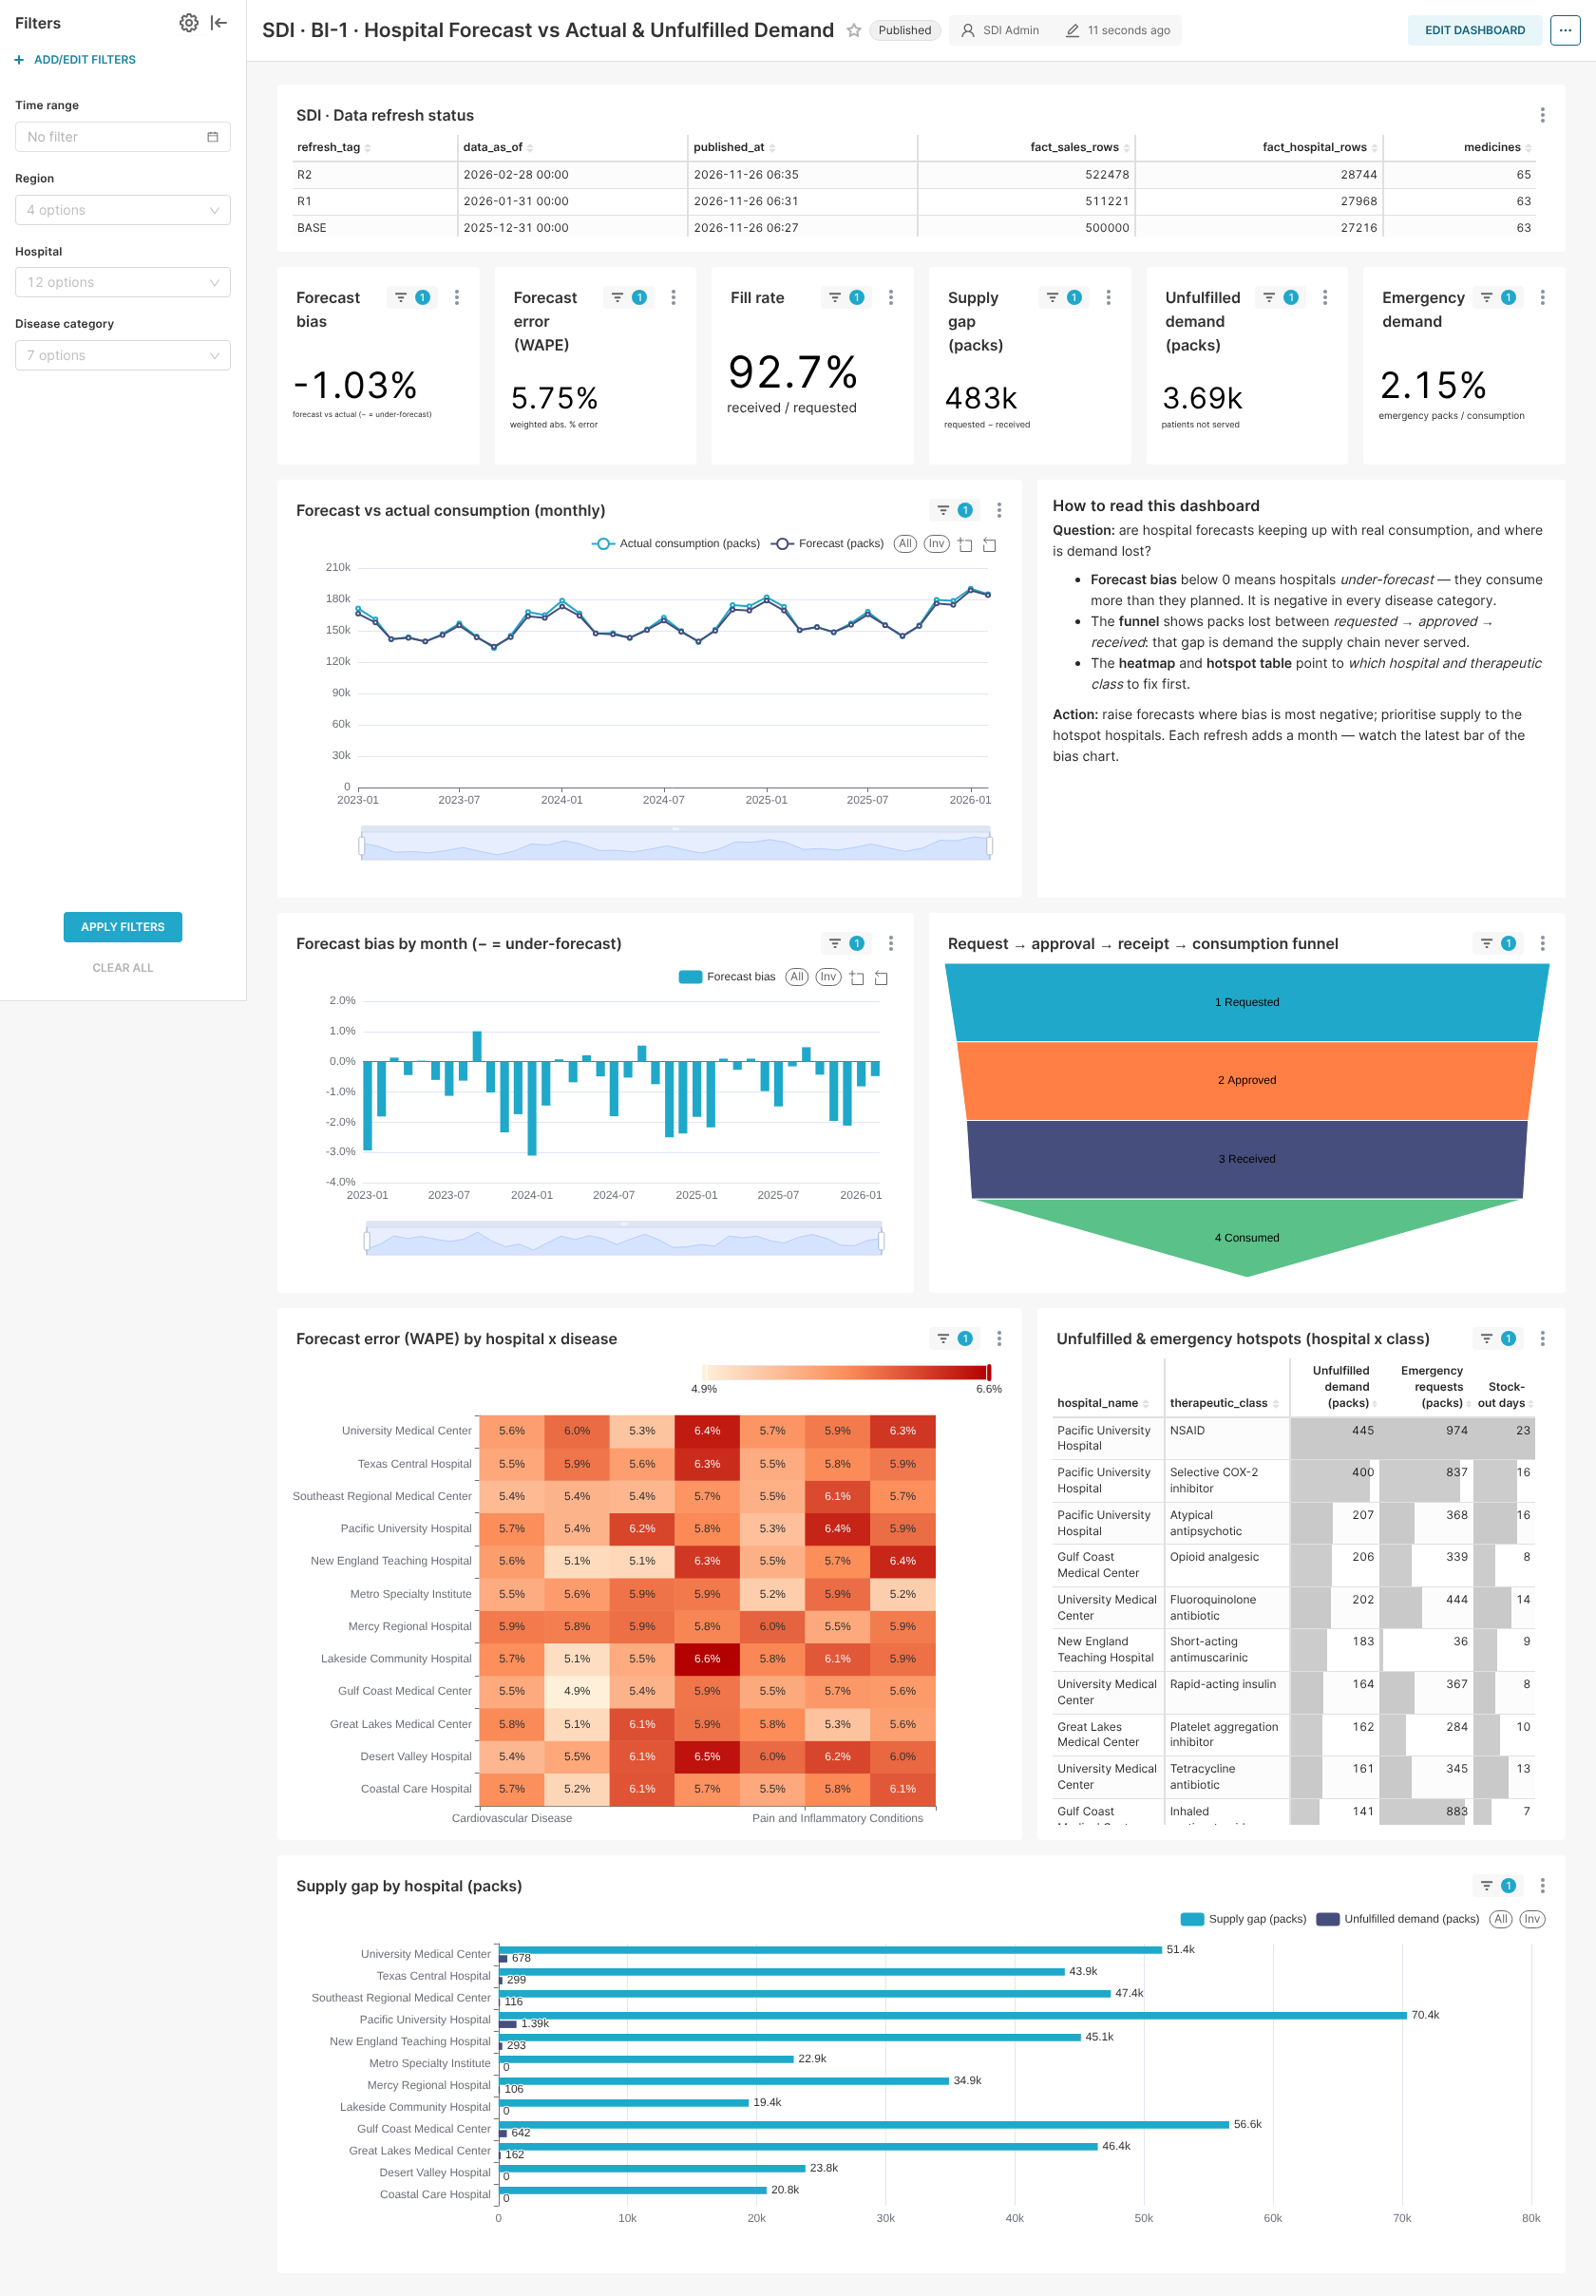 Filters
ADD/EDIT FILTERS
Time range
No filter
Region
4 options
Hospital
12 options
Disease category
7 options
APPLY FILTERS
CLEAR ALL
SDI · BI-1 · Hospital Forecast vs Actual & Unfulfilled Demand
Published
SDI Admin
11 seconds ago
EDIT DASHBOARD
SDI · Data refresh status
refresh_tag data_as_of published_at fact_sales_rows fact_hospital_rows medicines
R2 2026-02-28 00:00 2026-11-26 06:35 522478 28744 65
R1 2026-01-31 00:00 2026-11-26 06:31 511221 27968 63
BASE 2025-12-31 00:00 2026-11-26 06:27 500000 27216 63
Forecast
bias
1
-1.03%
forecast vs actual (− = under-forecast)
Forecast
error
(WAPE)
1
5.75%
weighted abs. % error
Fill rate
1
92.7%
received / requested
Supply
gap
(packs)
1
483k
requested − received
Unfulfilled
demand
(packs)
1
3.69k
patients not served
Emergency
demand
1
2.15%
emergency packs / consumption
Forecast vs actual consumption (monthly)
1
Actual consumption (packs) Forecast (packs) All Inv
210k
180k
150k
120k
90k
60k
30k
0
2023-01 2023-07 2024-01 2024-07 2025-01 2025-07 2026-01
How to read this dashboard
Question: are hospital forecasts keeping up with real consumption, and where
is demand lost?
• Forecast bias below 0 means hospitals under-forecast — they consume
more than they planned. It is negative in every disease category.
• The funnel shows packs lost between requested → approved →
received: that gap is demand the supply chain never served.
• The heatmap and hotspot table point to which hospital and therapeutic
class to fix first.
Action: raise forecasts where bias is most negative; prioritise supply to the
hotspot hospitals. Each refresh adds a month — watch the latest bar of the
bias chart.
Forecast bias by month (− = under-forecast)
1
Forecast bias All Inv
2.0%
1.0%
0.0%
-1.0%
-2.0%
-3.0%
-4.0%
2023-01 2023-07 2024-01 2024-07 2025-01 2025-07 2026-01
Request → approval → receipt → consumption funnel
1
1 Requested
2 Approved
3 Received
4 Consumed
Forecast error (WAPE) by hospital x disease
1
4.9% 6.6%
University Medical Center 5.6% 6.0% 5.3% 6.4% 5.7% 5.9% 6.3%
Texas Central Hospital 5.5% 5.9% 5.6% 6.3% 5.5% 5.8% 5.9%
Southeast Regional Medical Center 5.4% 5.4% 5.4% 5.7% 5.5% 6.1% 5.7%
Pacific University Hospital 5.7% 5.4% 6.2% 5.8% 5.3% 6.4% 5.9%
New England Teaching Hospital 5.6% 5.1% 5.1% 6.3% 5.5% 5.7% 6.4%
Metro Specialty Institute 5.5% 5.6% 5.9% 5.9% 5.2% 5.9% 5.2%
Mercy Regional Hospital 5.9% 5.8% 5.9% 5.8% 6.0% 5.5% 5.9%
Lakeside Community Hospital 5.7% 5.1% 5.5% 6.6% 5.8% 6.1% 5.9%
Gulf Coast Medical Center 5.5% 4.9% 5.4% 5.9% 5.5% 5.7% 5.6%
Great Lakes Medical Center 5.8% 5.1% 6.1% 5.9% 5.8% 5.3% 5.6%
Desert Valley Hospital 5.4% 5.5% 6.1% 6.5% 6.0% 6.2% 6.0%
Coastal Care Hospital 5.7% 5.2% 6.1% 5.7% 5.5% 5.8% 6.1%
Cardiovascular Disease Pain and Inflammatory Conditions
Unfulfilled & emergency hotspots (hospital x class)
1
Unfulfilled Emergency
demand requests Stock-
hospital_name therapeutic_class (packs) (packs) out days
Pacific University NSAID 445 974 23
Hospital
Pacific University Selective COX-2 400 837 16
Hospital inhibitor
Pacific University Atypical 207 368 16
Hospital antipsychotic
Gulf Coast Opioid analgesic 206 339 8
Medical Center
University Medical Fluoroquinolone 202 444 14
Center antibiotic
New England Short-acting 183 36 9
Teaching Hospital antimuscarinic
University Medical Rapid-acting insulin 164 367 8
Center
Great Lakes Platelet aggregation 162 284 10
Medical Center inhibitor
University Medical Tetracycline 161 345 13
Center antibiotic
Gulf Coast Inhaled 141 883 7
Supply gap by hospital (packs)
1
Supply gap (packs) Unfulfilled demand (packs) All Inv
University Medical Center 51.4k
678
Texas Central Hospital 43.9k
299
Southeast Regional Medical Center 47.4k
116
Pacific University Hospital 70.4k
1.39k
New England Teaching Hospital 45.1k
293
Metro Specialty Institute 22.9k
0
Mercy Regional Hospital 34.9k
106
Lakeside Community Hospital 19.4k
0
Gulf Coast Medical Center 56.6k
642
Great Lakes Medical Center 46.4k
162
Desert Valley Hospital 23.8k
0
Coastal Care Hospital 20.8k
0
0 10k 20k 30k 40k 50k 60k 70k 80k